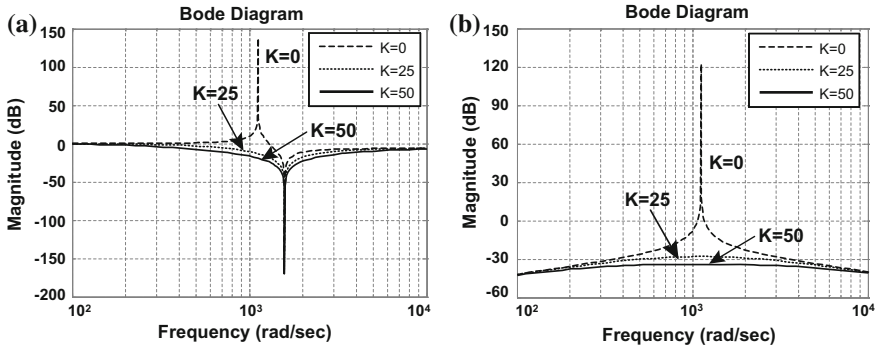 (a)
Bode Diagram
Magnitude (dB)
150
100
50
0
-50
-100
-150
-200
K=0
K=25
K=50
K=0
K=25
K=50
10²
10³
10⁴
Frequency (rad/sec)
(b)
Bode Diagram
Magnitude (dB)
150
120
90
60
30
0
-30
-60
K=0
K=25
K=50
K=0
K=25
K=50
10²
10³
10⁴
Frequency (rad/sec)